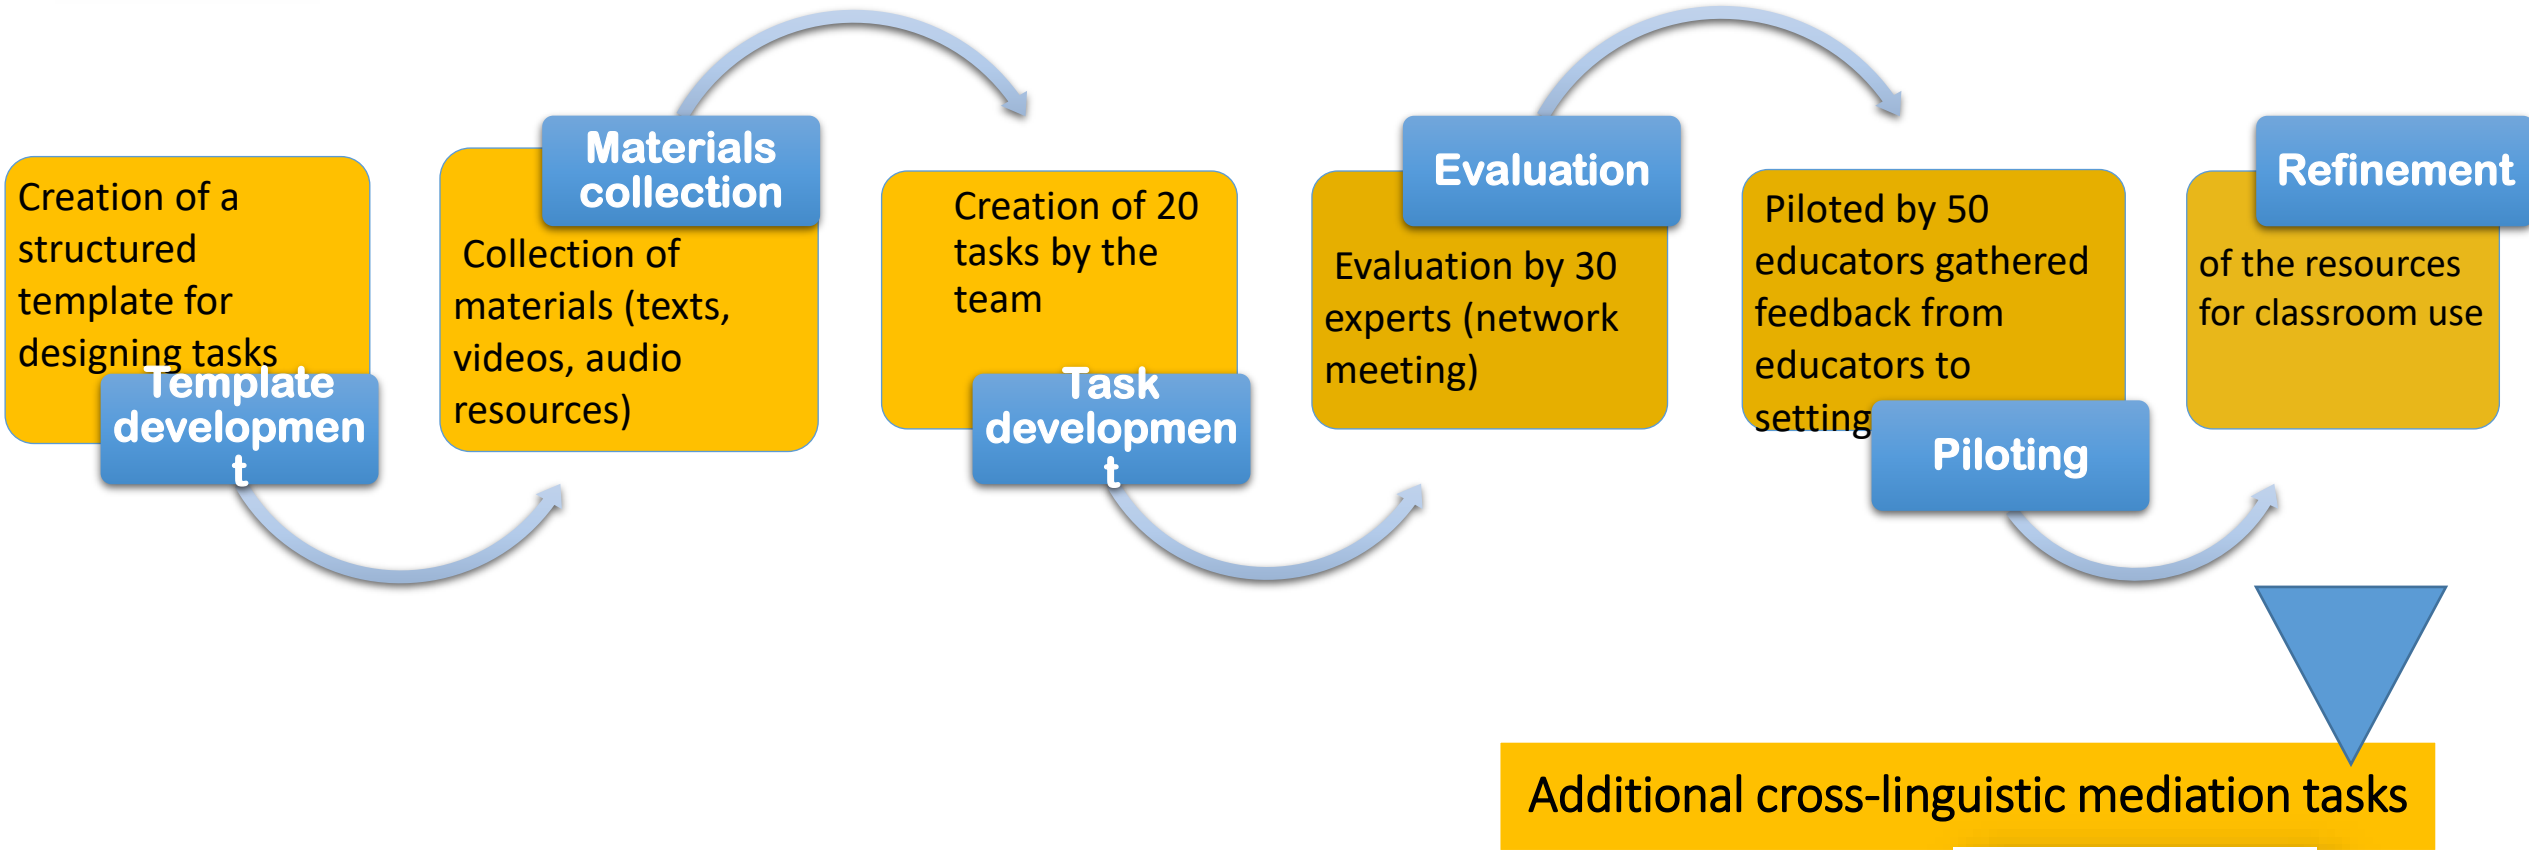 Creation of a
structured
template for
designing tasks
Template
developmen
t
Materials
collection
Collection of
materials (texts,
videos, audio
resources)
Creation of 20
tasks by the
team
Task
developmen
t
Evaluation
Evaluation by 30
experts (network
meeting)
Piloted by 50
educators gathered
feedback from
educators to
setting
Piloting
Refinement
of the resources
for classroom use
Additional cross-linguistic mediation tasks